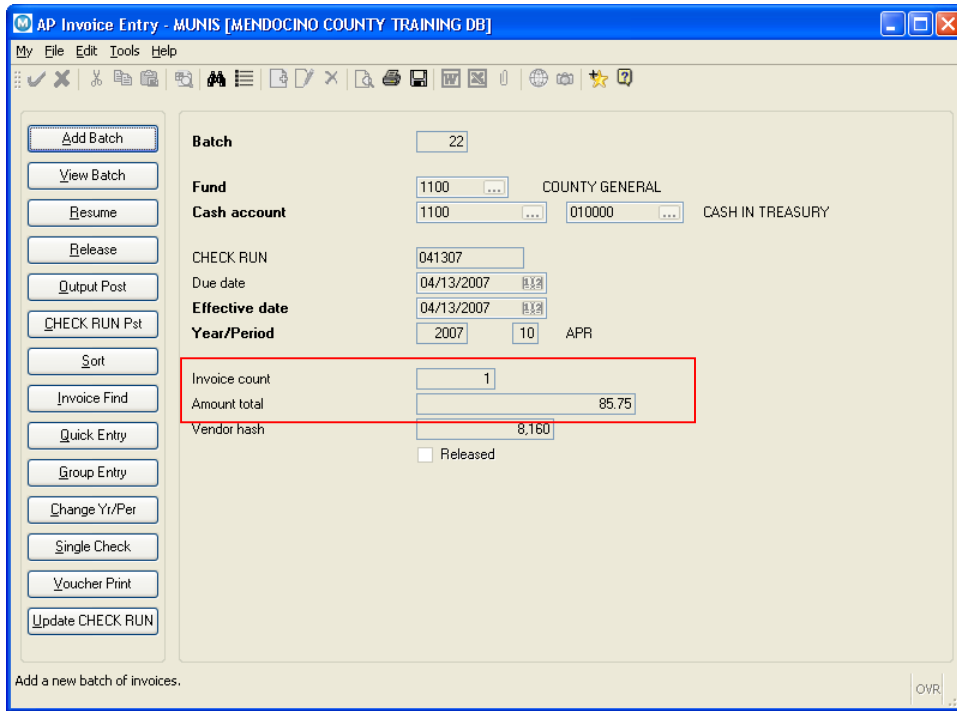 AP Invoice Entry - MUNIS [MENDOCINO COUNTY TRAINING DB]
My File Edit Tools Help
Add Batch
View Batch
Resume
Release
Output Post
CHECK RUN Pst
Sort
Invoice Find
Quick Entry
Group Entry
Change Yr/Per
Single Check
Voucher Print
Update CHECK RUN
Batch 22
Fund 1100 ... COUNTY GENERAL
Cash account 1100 ... 010000 ... CASH IN TREASURY
CHECK RUN 041307
Due date 04/13/2007
Effective date 04/13/2007
Year/Period 2007 10 APR
Invoice count 1
Amount total 85.75
Vendor hash 8,160
Released
Add a new batch of invoices.
OVR